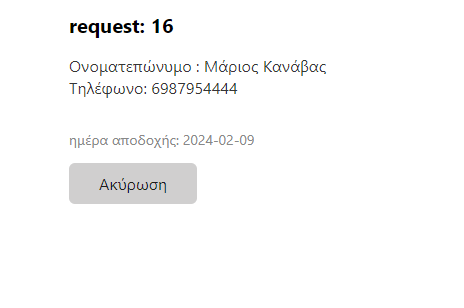 request: 16
Ονοματεπώνυμο : Μάριος Κανάβας
Τηλέφωνο: 6987954444
ημέρα αποδοχής: 2024-02-09
Ακύρωση